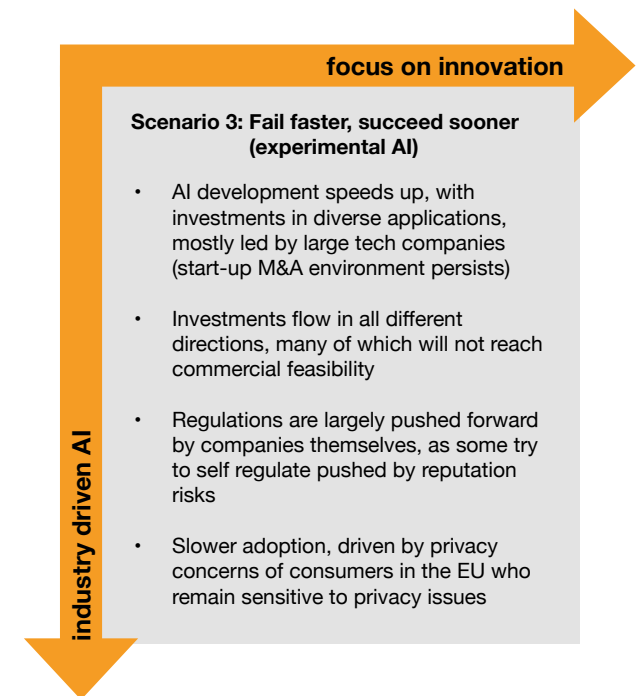 focus on innovation
Scenario 3: Fail faster, succeed sooner
(experimental AI)
• AI development speeds up, with
investments in diverse applications,
mostly led by large tech companies
(start-up M&A environment persists)
• Investments flow in all different
directions, many of which will not reach
commercial feasibility
• Regulations are largely pushed forward
by companies themselves, as some try
to self regulate pushed by reputation
risks
• Slower adoption, driven by privacy
concerns of consumers in the EU who
remain sensitive to privacy issues
industry driven AI